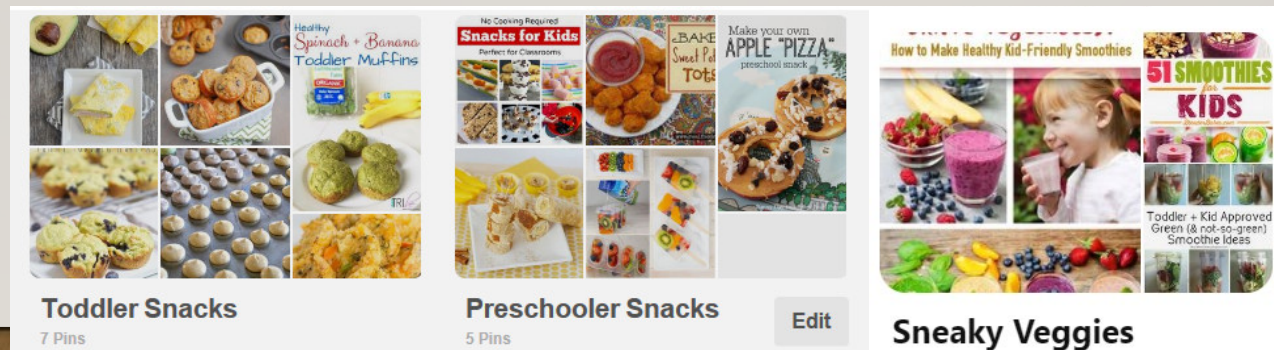 Healthy
Spinach + Banana
Toddler Muffins
ORGANIC
Toddler Snacks
7 Pins
No Cooking Required
Snacks for Kids
Perfect for Classrooms
BAKE
Sweet
TOTS
Make your own
APPLE "PIZZA"
preschool snack
Preschooler Snacks
5 Pins
Edit
How to Make Healthy Kid-Friendly Smoothies
51 SMOOTHIES
for
KIDS
Toddler + Kid Approved
Green (& not-so-green)
Smoothie Ideas
Sneaky Veggies